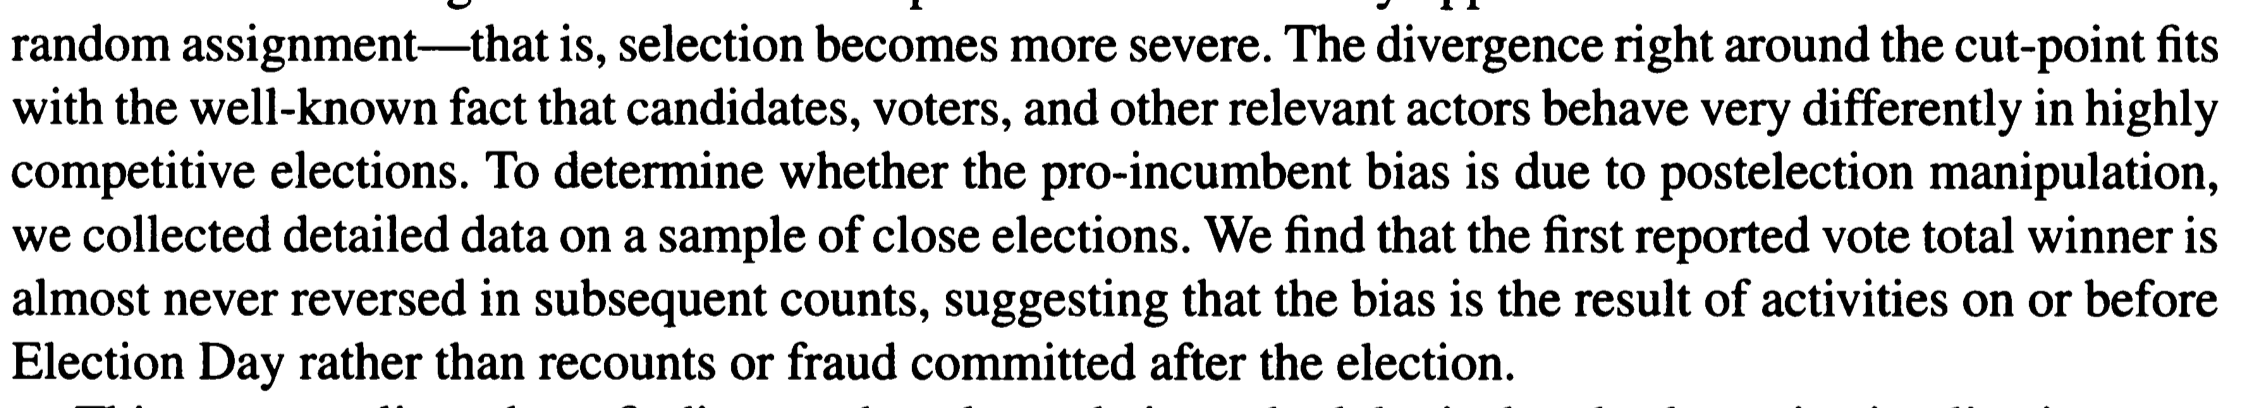 random assignment—that is, selection becomes more severe. The divergence right around the cut-point fits
with the well-known fact that candidates, voters, and other relevant actors behave very differently in highly
competitive elections. To determine whether the pro-incumbent bias is due to postelection manipulation,
we collected detailed data on a sample of close elections. We find that the first reported vote total winner is
almost never reversed in subsequent counts, suggesting that the bias is the result of activities on or before
Election Day rather than recounts or fraud committed after the election.